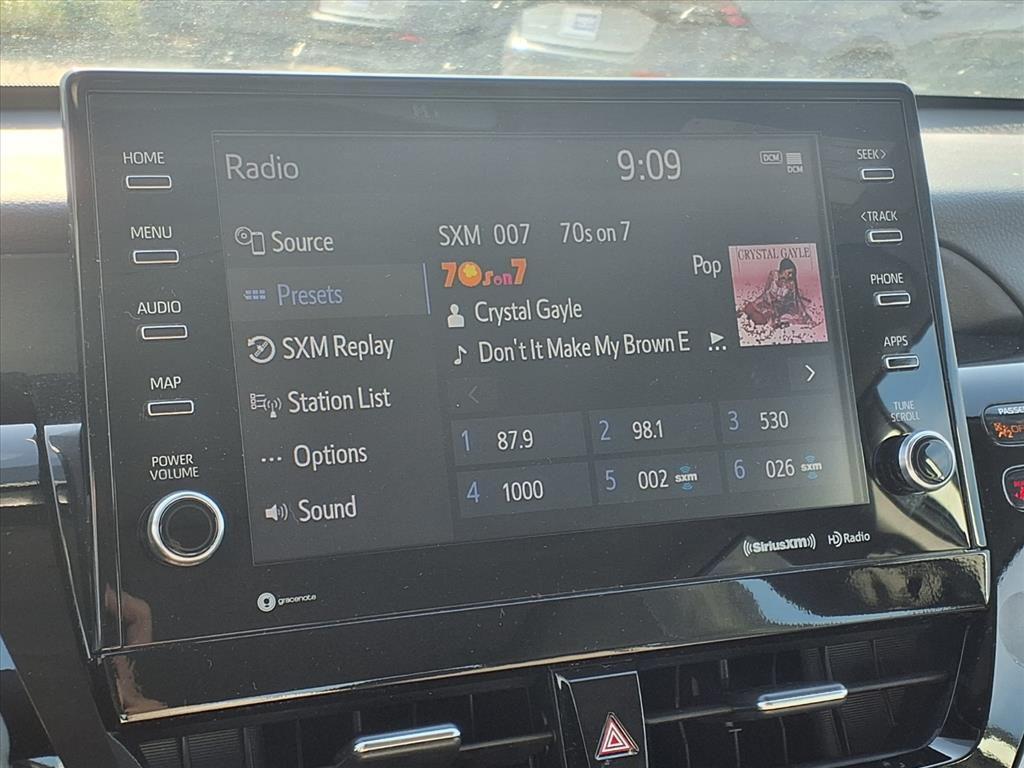 HOME
MENU
AUDIO
MAP
POWER
VOLUME
Radio
9:09
DCM
DCM
Source
Presets
SXM Replay
Station List
Options
Sound
SXM 007 70s on 7
70s on 7
Pop
CRYSTAL GAYLE
Crystal Gayle
Don't It Make My Brown E
1 87.9
2 98.1
3 530
4 1000
5 002 sxm
6 026 sxm
SEEK>
<TRACK
PHONE
APPS
TUNE
SCROLL
gracenote
((SiriusXM))
HD Radio